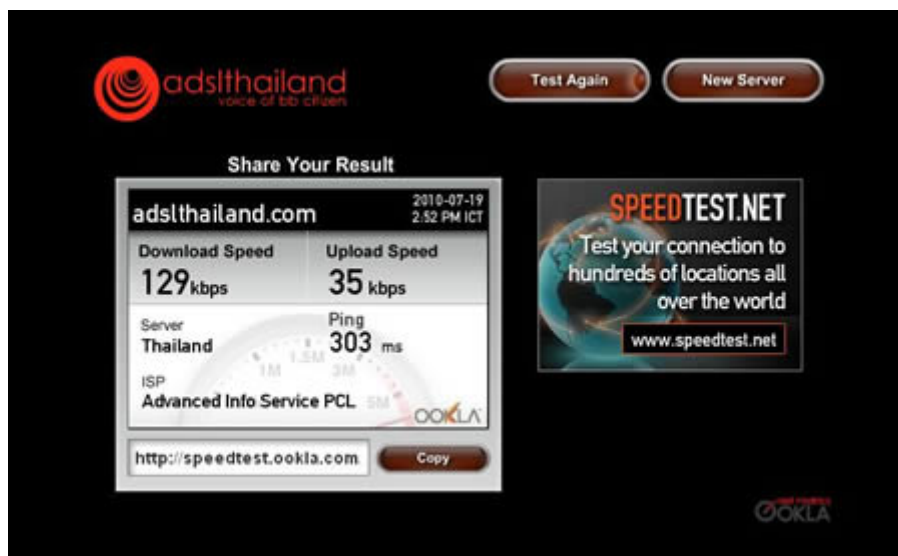 adslthailand
voice of bb citizen
Test Again
New Server
Share Your Result
adslthailand.com
2010-07-19
2:52 PM ICT
Download Speed
129 kbps
Upload Speed
35 kbps
Server
Thailand
Ping
303 ms
ISP
Advanced Info Service PCL
1M
1.5M
3M
5M
OOKLA
http://speedtest.ookla.com
Copy
SPEEDTEST.NET
Test your connection to
hundreds of locations all
over the world
www.speedtest.net
OOKLA